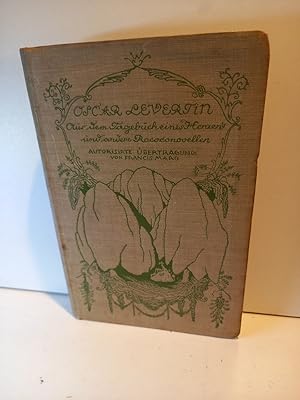 OSCAR LEVERTIN
Aus dem Tagebuch eines Herzens
und andere Rococonovellen
AUTORISIERTE ÜBERTRAGUNG
VON FRANCIS MARO